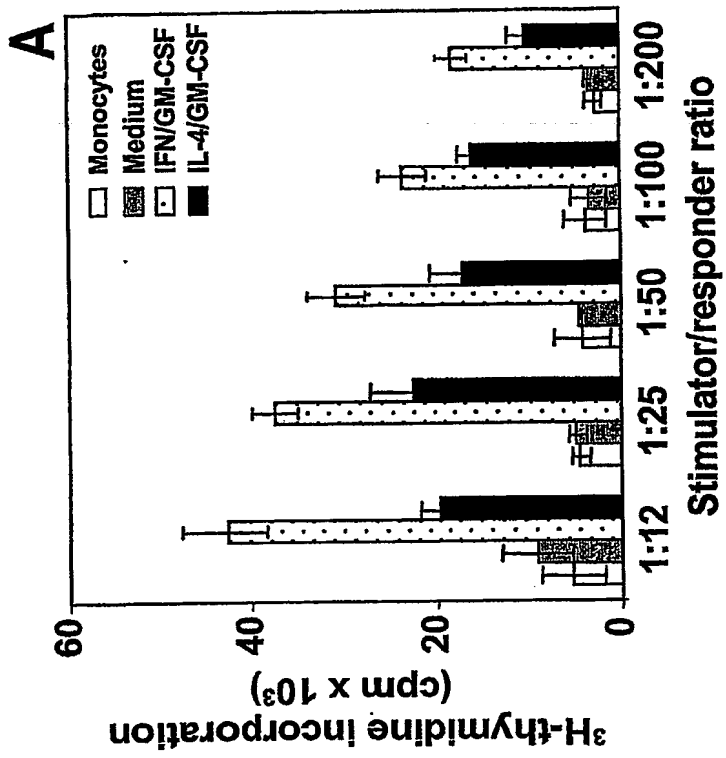 A
Monocytes
Medium
IFN/GM-CSF
IL-4/GM-CSF
60
40
20
0
³H-thymidine incorporation
(cpm x 10³)
1:12 1:25 1:50 1:100 1:200
Stimulator/responder ratio